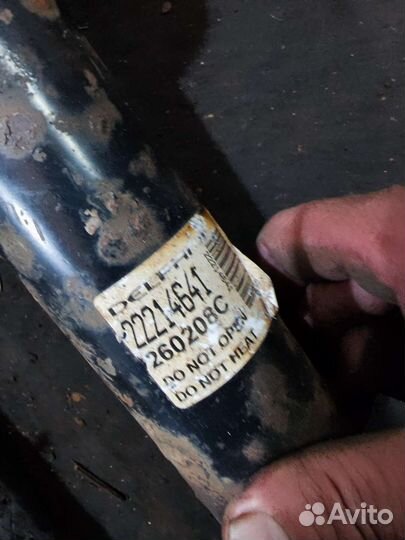 DELPHI
22214641
260208C
DO NOT OPEN
DO NOT HEAT
Avito